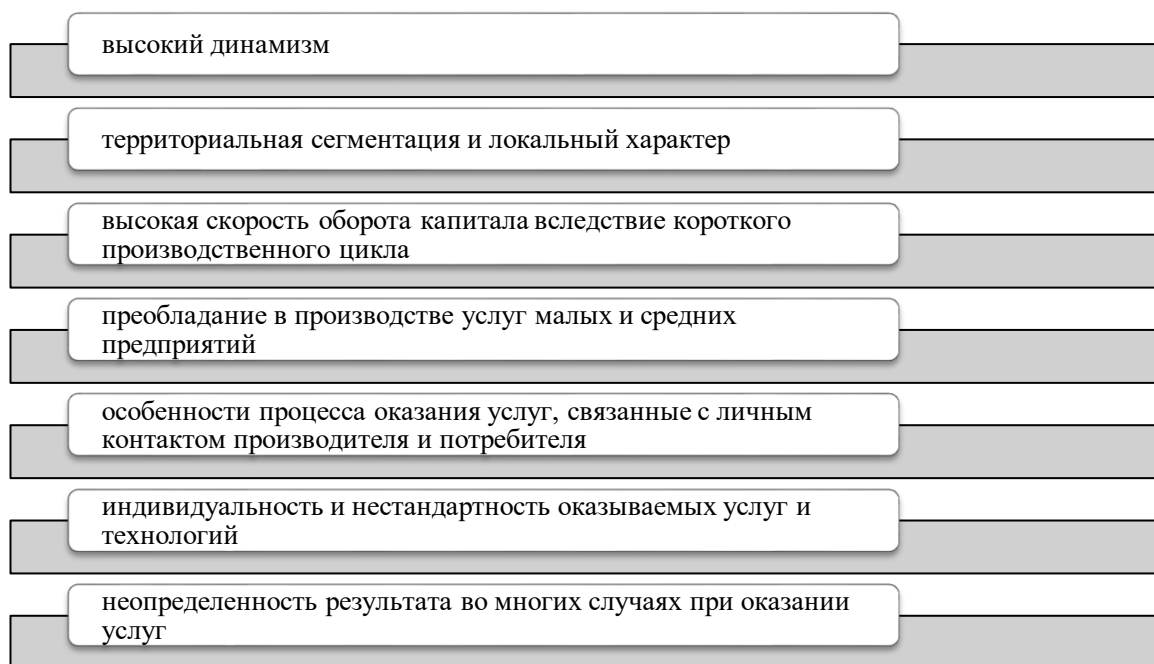 высокий динамизм
территориальная сегментация и локальный характер
высокая скорость оборота капитала вследствие короткого
производственного цикла
преобладание в производстве услуг малых и средних
предприятий
особенности процесса оказания услуг, связанные с личным
контактом производителя и потребителя
индивидуальность и нестандартность оказываемых услуг и
технологий
неопределенность результата во многих случаях при оказании
услуг